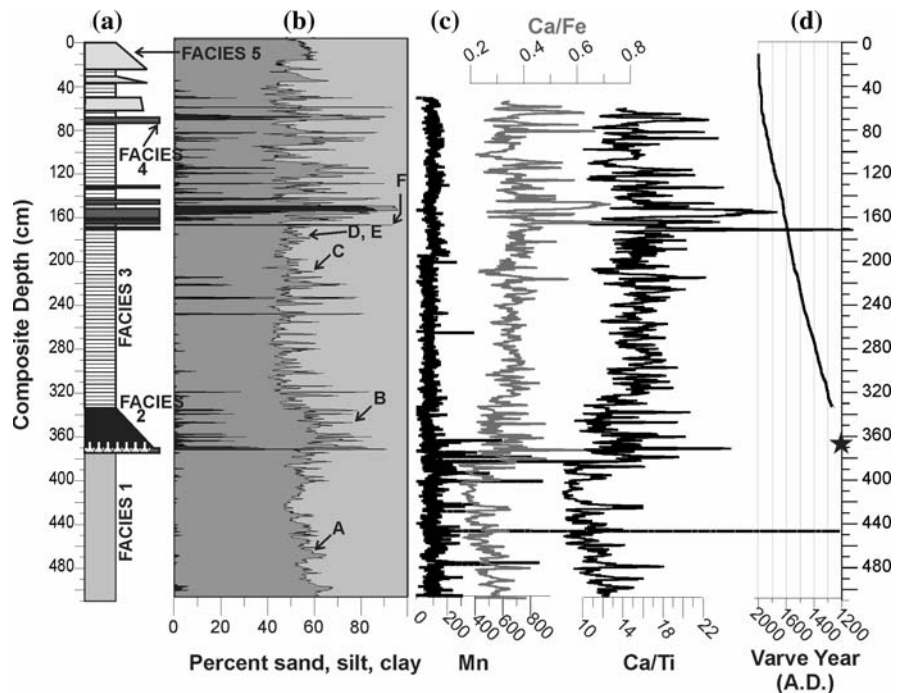 (a)
(b)
(c)
(d)
Ca/Fe
0.2
0.4
0.6
0.8
0
40
80
120
160
200
240
280
320
360
400
440
480
Composite Depth (cm)
FACIES 5
FACIES
4
FACIES 3
FACIES
2
FACIES 1
F
D, E
C
B
A
0
40
80
120
160
200
240
280
320
360
400
440
480
0
20
40
60
80
Percent sand, silt, clay
200
400
600
800
Mn
10
14
18
22
Ca/Ti
2000
1800
1600
1400
1200
Varve Year
(A.D.)